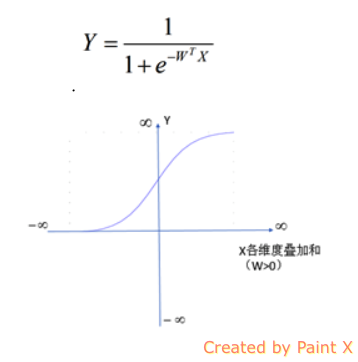 Y = 1 / (1 + e^{-W^T X})
∞ Y
-∞ ∞
X各维度叠加和
（W>0）
-∞
Created by Paint X